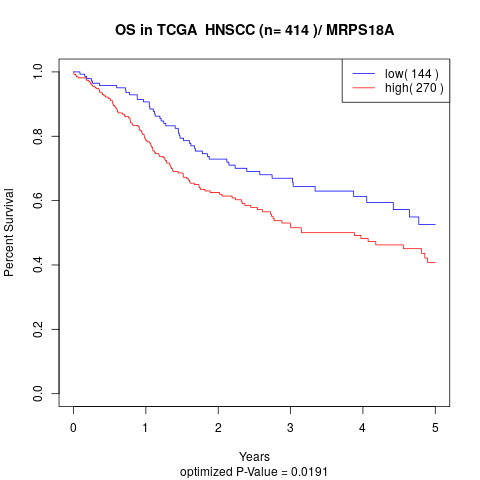 OS in TCGA  HNSCC (n= 414 )/ MRPS18A
low( 144 )
high( 270 )
Percent Survival
1.0
0.8
0.6
0.4
0.2
0.0
0 1 2 3 4 5
Years
optimized P-Value = 0.0191